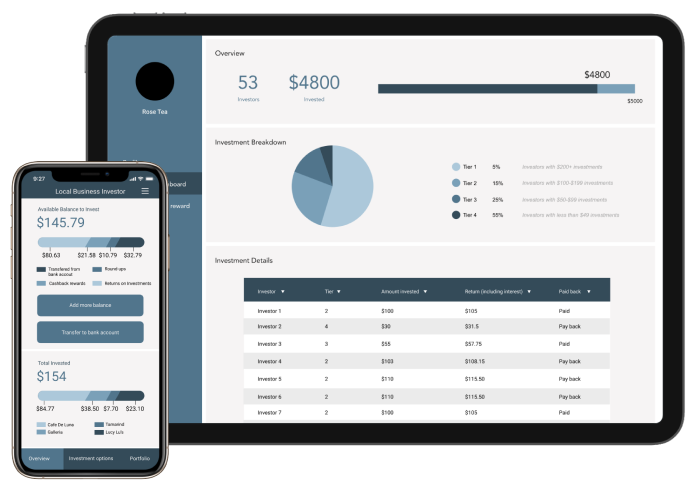 Overview
53
$4800
Investors
Invested
$4800
$5000
Rose Tea
board
reward
Investment Breakdown
Tier 1 5% Investors with $200+ investments
Tier 2 15% Investors with $100-$199 investments
Tier 3 25% Investors with $50-$99 investments
Tier 4 55% Investors with less than $49 investments
Investment Details
Investor ▼ Tier ▼ Amount invested ▼ Return (including interest) ▼ Paid back ▼
Investor 1 2 $100 $105 Paid
Investor 2 4 $30 $31.5 Pay back
Investor 3 3 $55 $57.75 Paid
Investor 4 2 $103 $108.15 Pay back
Investor 5 2 $110 $115.50 Pay back
Investor 6 2 $110 $115.50 Pay back
Investor 7 2 $100 $105 Paid
9:27
Local Business Investor
Available Balance to Invest
$145.79
$80.63 $21.58 $10.79 $32.79
Transfered from
bank accout
Round-ups
Cashback rewards
Returns on Investments
Add more balance
Transfer to bank account
Total Invested
$154
$84.77 $38.50 $7.70 $23.10
Cafe De Luna
Tamarind
Galleria
Lucy Lu's
Overview Investment options Portfolio